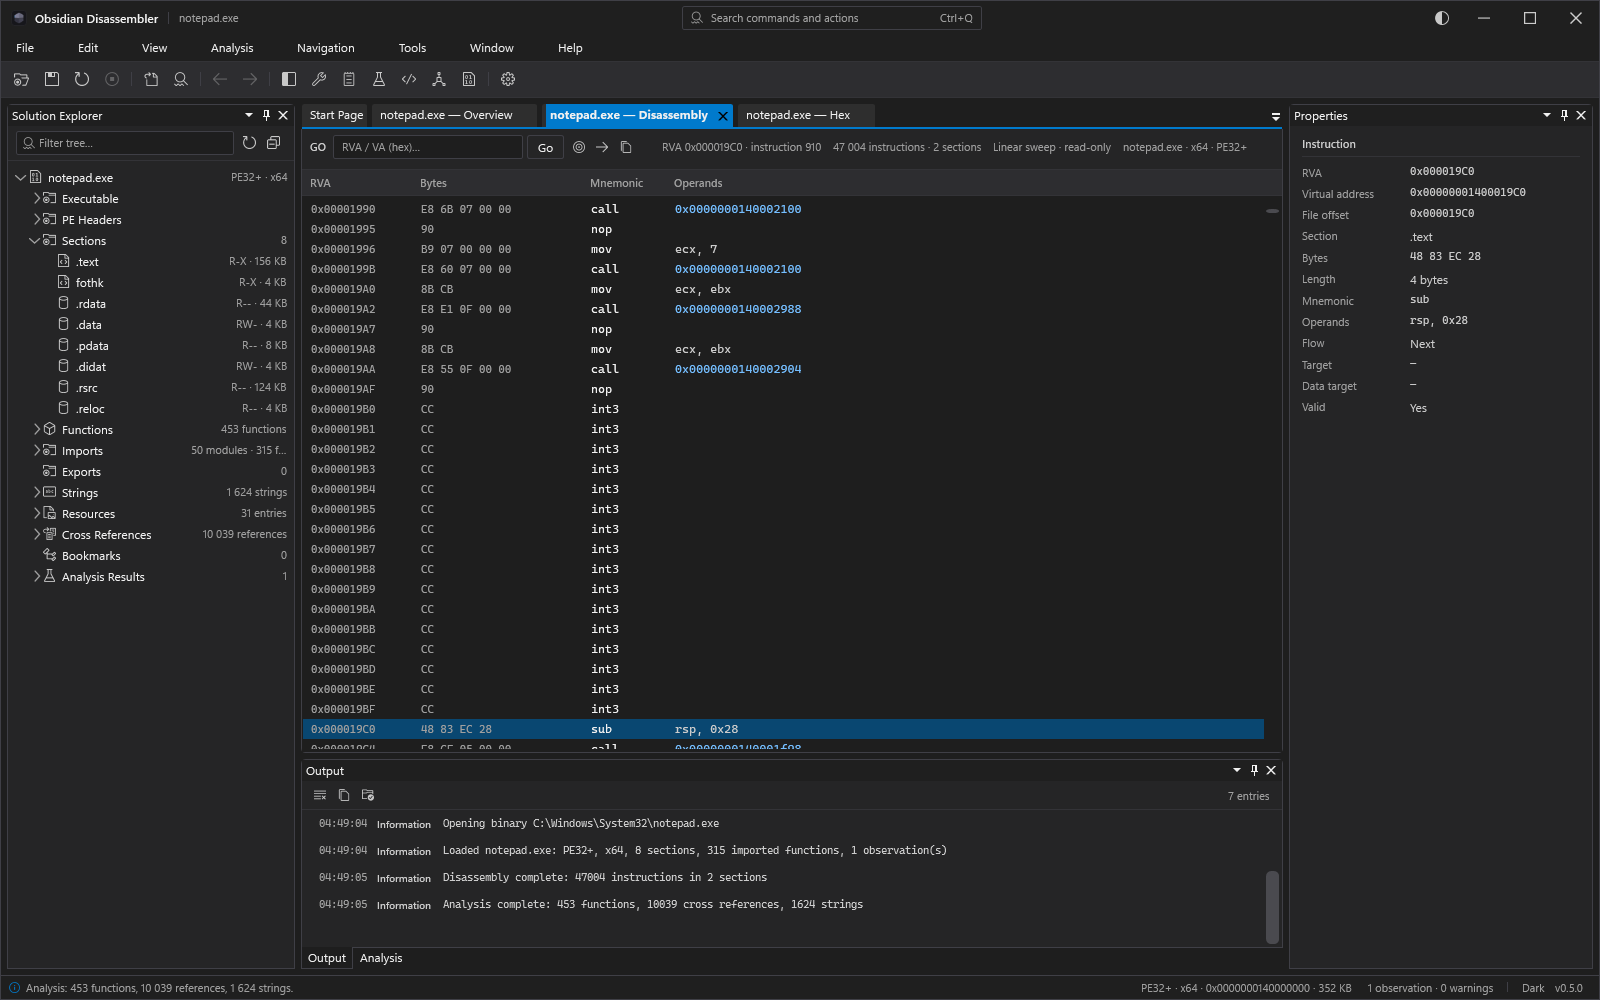 Obsidian Disassembler notepad.exe Search commands and actions Ctrl+Q
File Edit View Analysis Navigation Tools Window Help
Solution Explorer
Filter tree...
notepad.exe PE32+ · x64
Executable
PE Headers
Sections 8
.text R-X · 156 KB
fothk R-X · 4 KB
.rdata R-- · 44 KB
.data RW- · 4 KB
.pdata R-- · 8 KB
.didat RW- · 4 KB
.rsrc R-- · 124 KB
.reloc R-- · 4 KB
Functions 453 functions
Imports 50 modules · 315 f...
Exports 0
Strings 1 624 strings
Resources 31 entries
Cross References 10 039 references
Bookmarks 0
Analysis Results 1
Start Page notepad.exe — Overview notepad.exe — Disassembly notepad.exe — Hex
GO RVA / VA (hex)... Go RVA 0x000019C0 · instruction 910 47 004 instructions · 2 sections Linear sweep · read-only notepad.exe · x64 · PE32+
RVA Bytes Mnemonic Operands
0x00001990 E8 6B 07 00 00 call 0x0000000140002100
0x00001995 90 nop
0x00001996 B9 07 00 00 00 mov ecx, 7
0x0000199B E8 60 07 00 00 call 0x0000000140002100
0x000019A0 8B CB mov ecx, ebx
0x000019A2 E8 E1 0F 00 00 call 0x0000000140002988
0x000019A7 90 nop
0x000019A8 8B CB mov ecx, ebx
0x000019AA E8 55 0F 00 00 call 0x0000000140002904
0x000019AF 90 nop
0x000019B0 CC int3
0x000019B1 CC int3
0x000019B2 CC int3
0x000019B3 CC int3
0x000019B4 CC int3
0x000019B5 CC int3
0x000019B6 CC int3
0x000019B7 CC int3
0x000019B8 CC int3
0x000019B9 CC int3
0x000019BA CC int3
0x000019BB CC int3
0x000019BC CC int3
0x000019BD CC int3
0x000019BE CC int3
0x000019BF CC int3
0x000019C0 48 83 EC 28 sub rsp, 0x28
0x000019C4 E8 CF 05 00 00 call 0x0000000140001f98
Output
7 entries
04:49:04 Information Opening binary C:\Windows\System32\notepad.exe
04:49:04 Information Loaded notepad.exe: PE32+, x64, 8 sections, 315 imported functions, 1 observation(s)
04:49:05 Information Disassembly complete: 47004 instructions in 2 sections
04:49:05 Information Analysis complete: 453 functions, 10039 cross references, 1624 strings
Output Analysis
Properties
Instruction
RVA 0x000019C0
Virtual address 0x00000001400019C0
File offset 0x000019C0
Section .text
Bytes 48 83 EC 28
Length 4 bytes
Mnemonic sub
Operands rsp, 0x28
Flow Next
Target —
Data target —
Valid Yes
Analysis: 453 functions, 10 039 references, 1 624 strings. PE32+ · x64 · 0x0000000140000000 · 352 KB 1 observation · 0 warnings Dark v0.5.0